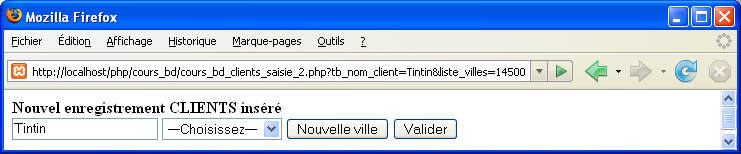 Mozilla Firefox
Fichier Édition Affichage Historique Marque-pages Outils ?
http://localhost/php/cours_bd/cours_bd_clients_saisie_2.php?tb_nom_client=Tintin&liste_villes=14500
Nouvel enregistrement CLIENTS inséré
Tintin —Choisissez— Nouvelle ville Valider